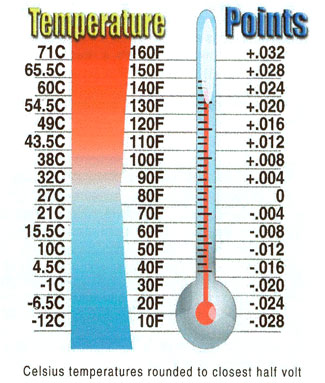 Temperature Points
71C 160F +.032
65.5C 150F +.028
60C 140F +.024
54.5C 130F +.020
49C 120F +.016
43.5C 110F +.012
38C 100F +.008
32C 90F +.004
27C 80F 0
21C 70F -.004
15.5C 60F -.008
10C 50F -.012
4.5C 40F -.016
-1C 30F -.020
-6.5C 20F -.024
-12C 10F -.028
Celsius temperatures rounded to closest half volt